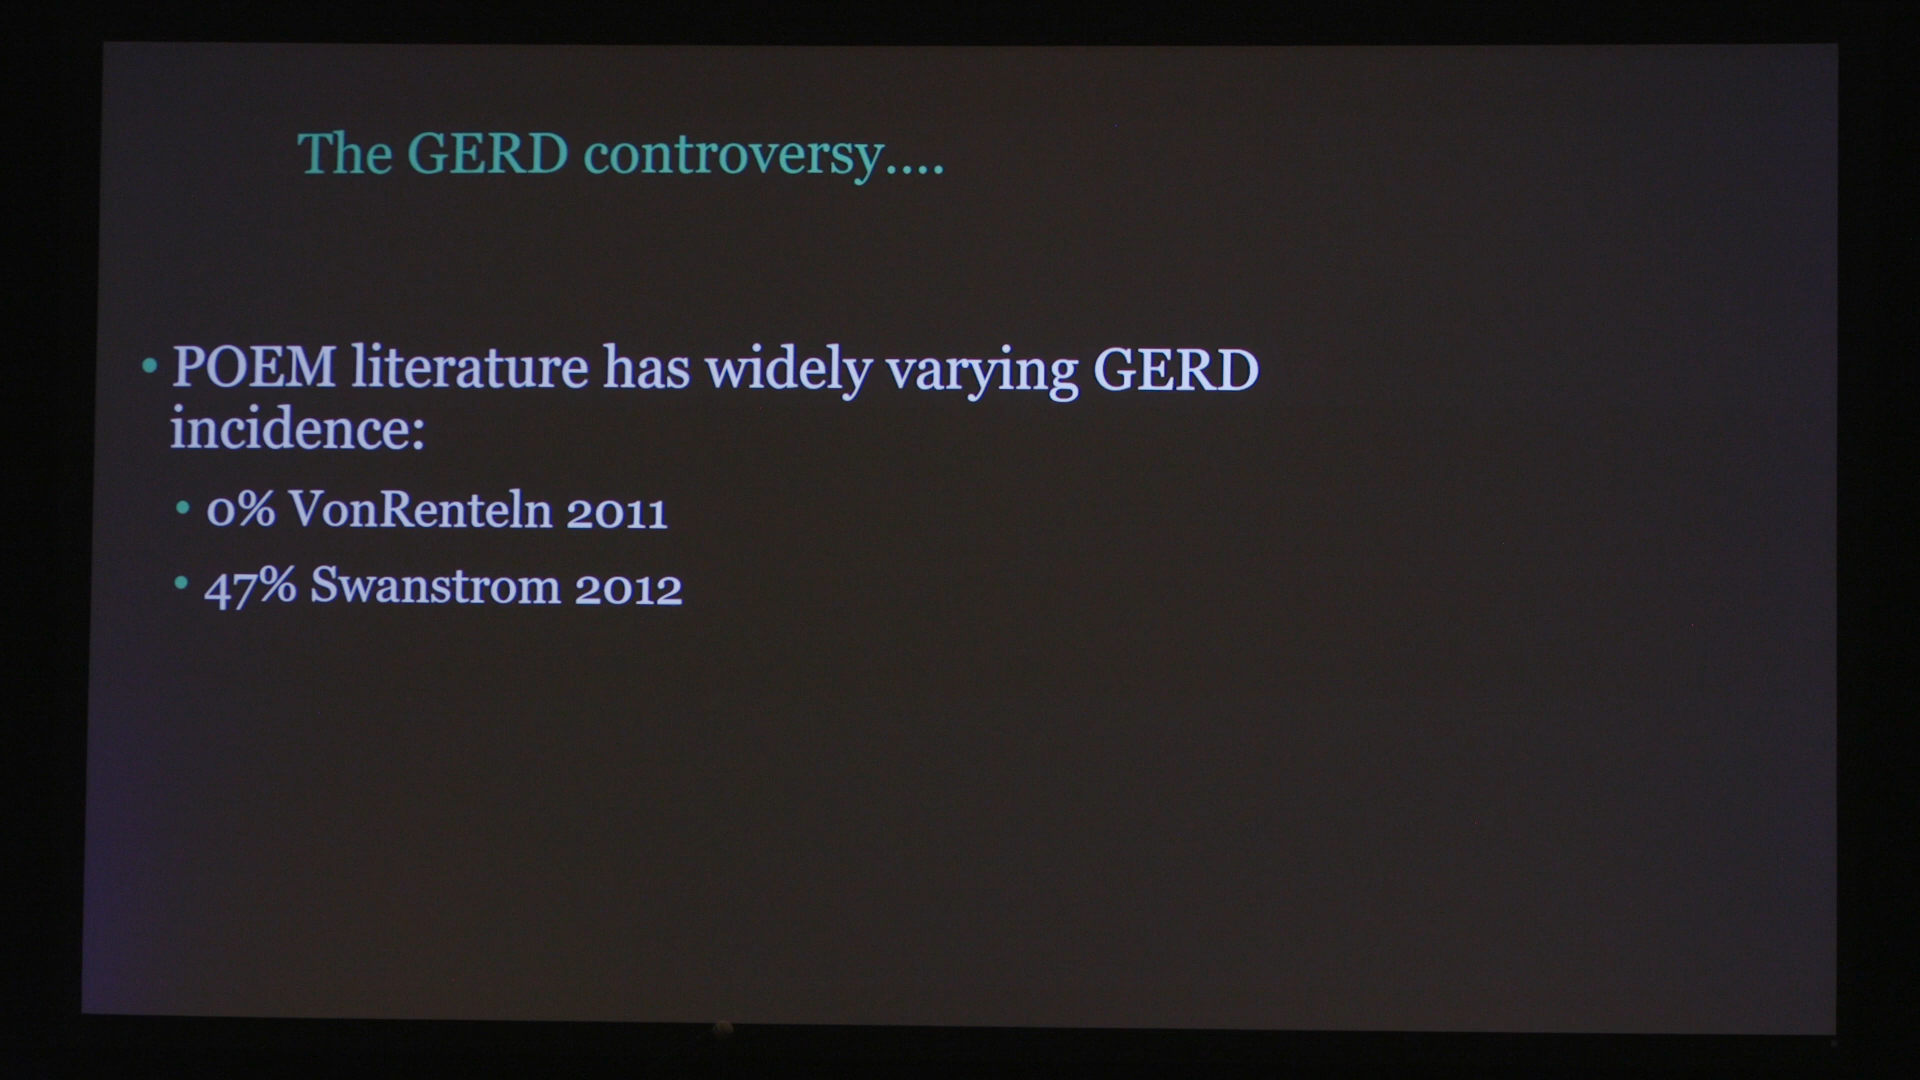 The GERD controversy....
• POEM literature has widely varying GERD
incidence:
• 0% VonRenteln 2011
• 47% Swanstrom 2012